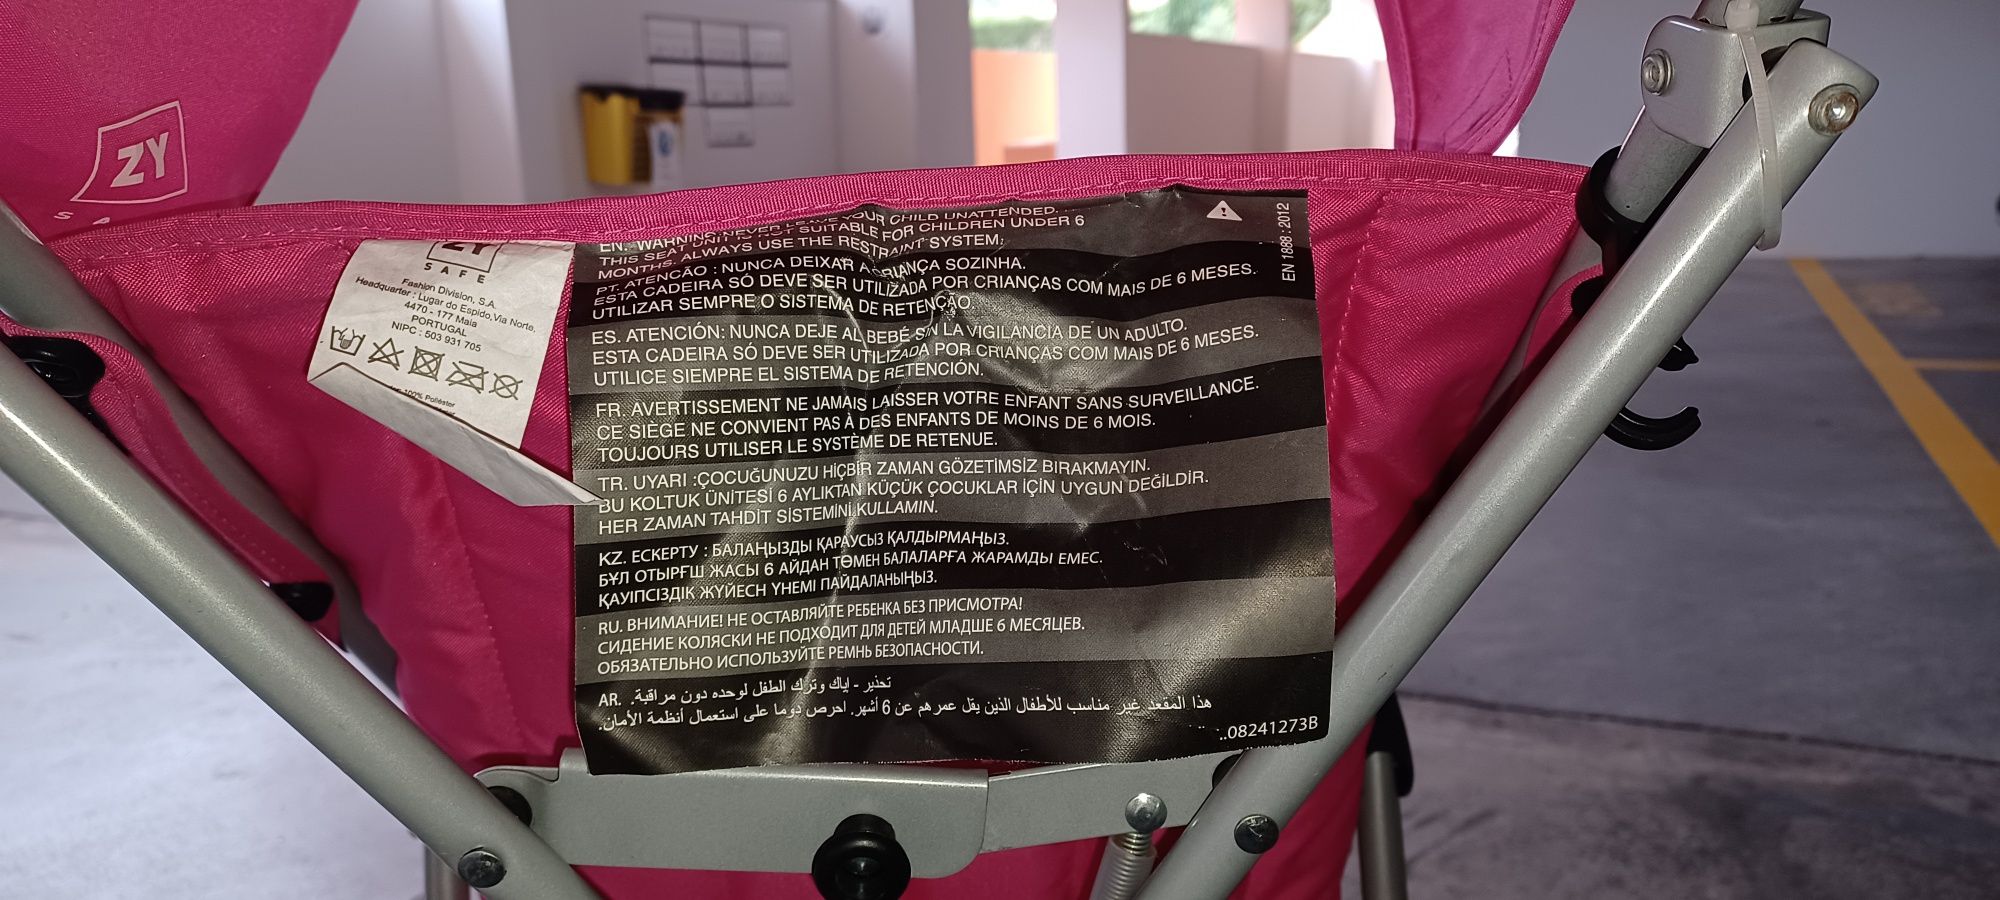 ZY
S A
ZY
SAFE
Fashion Division, S.A.
Headquarter : Lugar do Espido, Via Norte,
4470 - 177 Maia
PORTUGAL
NIPC : 503 931 705
100% Poliéster
EN. WARNING: NEVER LEAVE YOUR CHILD UNATTENDED.
THIS SEAT UNIT SUITABLE FOR CHILDREN UNDER 6
MONTHS. ALWAYS USE THE RESTRAINT SYSTEM.
PT. ATENCÃO : NUNCA DEIXAR A CRIANÇA SOZINHA.
ESTA CADEIRA SÓ DEVE SER UTILIZADA POR CRIANÇAS COM MAIS DE 6 MESES.
UTILIZAR SEMPRE O SISTEMA DE RETENÇÃO.
ES. ATENCIÓN: NUNCA DEJE AL BEBÉ SIN LA VIGILANCIA DE UN ADULTO.
ESTA CADEIRA SÓ DEVE SER UTILIZADA POR CRIANÇAS COM MAIS DE 6 MESES.
UTILICE SIEMPRE EL SISTEMA DE RETENCIÓN.
FR. AVERTISSEMENT NE JAMAIS LAISSER VOTRE ENFANT SANS SURVEILLANCE.
CE SIÈGE NE CONVIENT PAS À DES ENFANTS DE MOINS DE 6 MOIS.
TOUJOURS UTILISER LE SYSTÈME DE RETENUE.
TR. UYARI :ÇOCUĞUNUZU HİÇBİR ZAMAN GÖZETİMSİZ BIRAKMAYIN.
BU KOLTUK ÜNİTESİ 6 AYLIKTAN KÜÇÜK ÇOCUKLAR İÇİN UYGUN DEĞİLDİR.
HER ZAMAN TAHDİT SİSTEMİNİ KULLAMIN.
KZ. ЕСКЕРТУ : БАЛАҢЫЗДЫ ҚАРАУСЫЗ ҚАЛДЫРМАҢЫЗ.
БҰЛ ОТЫРҒШ ЖАСЫ 6 АЙДАН ТӨМЕН БАЛАЛАРҒА ЖАРАМДЫ ЕМЕС.
ҚАУІПСІЗДІК ЖҮЙЕСН ҮНЕМІ ПАЙДАЛАНЫҢЫЗ.
RU. ВНИМАНИЕ! НЕ ОСТАВЛЯЙТЕ РЕБЕНКА БЕЗ ПРИСМОТРА!
СИДЕНИЕ КОЛЯСКИ НЕ ПОДХОДИТ ДЛЯ ДЕТЕЙ МЛАДШЕ 6 МЕСЯЦЕВ.
ОБЯЗАТЕЛЬНО ИСПОЛЬЗУЙТЕ РЕМНЬ БЕЗОПАСНОСТИ.
AR. تحذير - إياك وترك الطفل لوحده دون مراقبة.
هذا المقعد غير مناسب للأطفال الذين يقل عمرهم عن 6 أشهر. احرص دوما على استعمال أنظمة الأمان.
..08241273B
EN 1888 : 2012